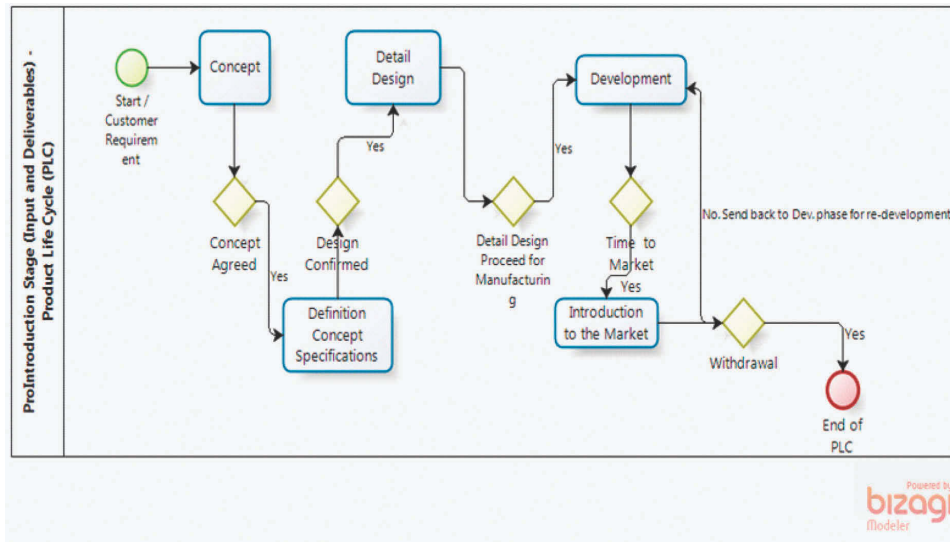 ProIntroduction Stage (Input and Deliverables) -
Product Life Cycle (PLC)
Start /
Customer
Requirem
ent
Concept
Concept
Agreed
Yes
Definition
Concept
Specifications
Design
Confirmed
Yes
Detail
Design
Detail Design
Proceed for
Manufacturin
g
Yes
Development
Time to
Market
Yes
Introduction
to the Market
No. Send back to Dev. phase for re-development
Withdrawal
Yes
End of
PLC
Powered by
bizagi
Modeler